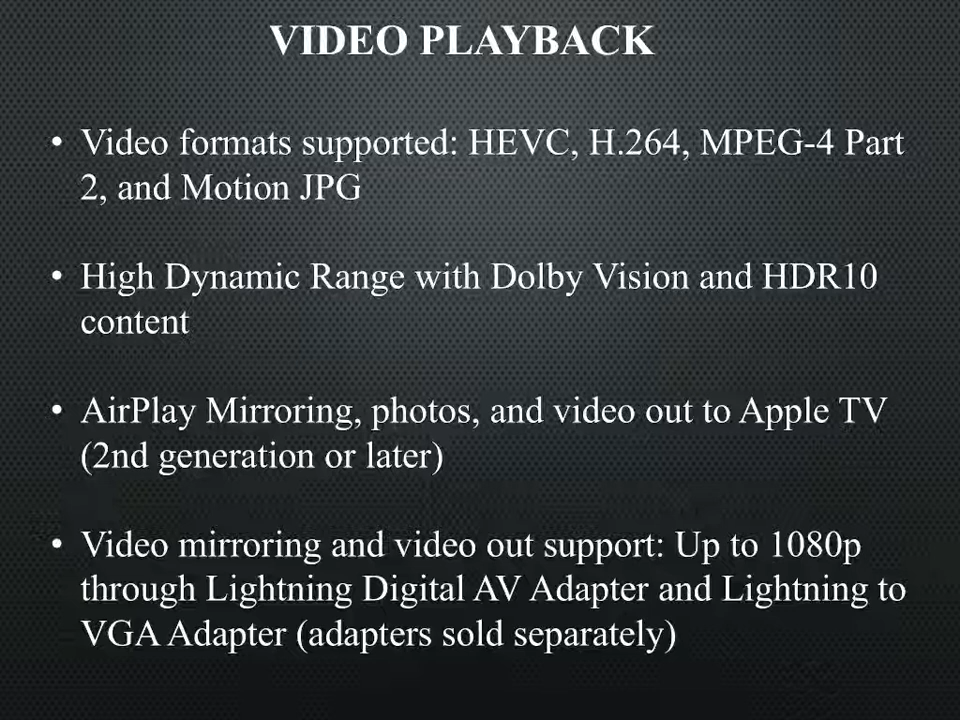 VIDEO PLAYBACK
• Video formats supported: HEVC, H.264, MPEG-4 Part
2, and Motion JPG
• High Dynamic Range with Dolby Vision and HDR10
content
• AirPlay Mirroring, photos, and video out to Apple TV
(2nd generation or later)
• Video mirroring and video out support: Up to 1080p
through Lightning Digital AV Adapter and Lightning to
VGA Adapter (adapters sold separately)